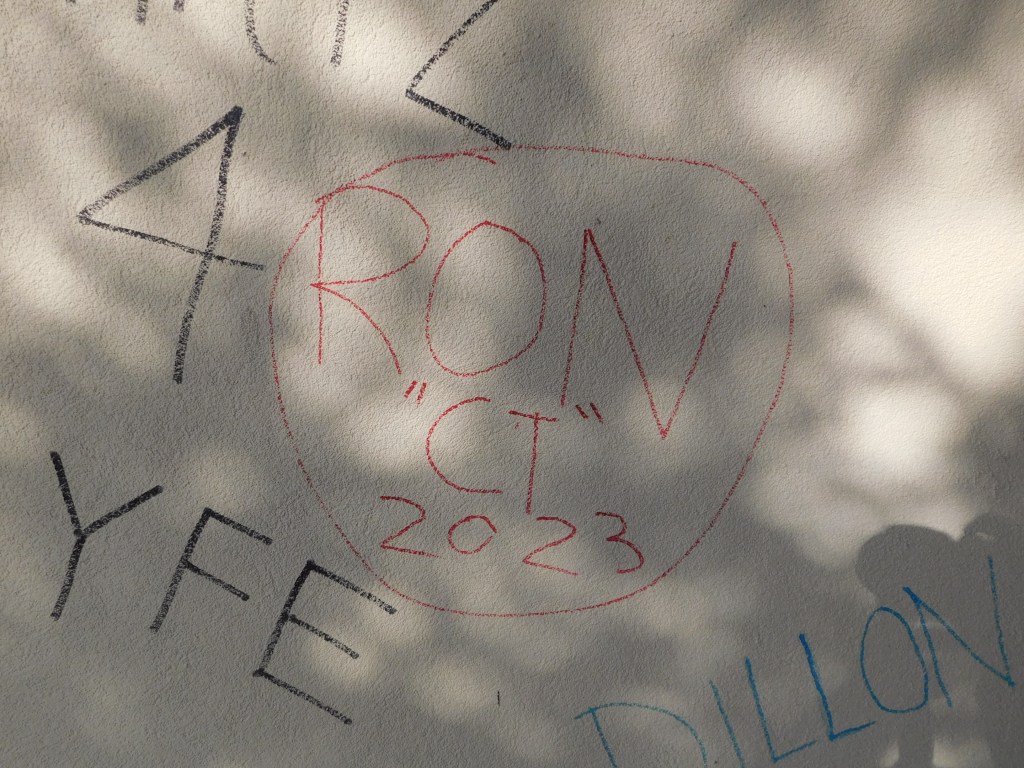 4
RON
"CT"
2023
YFE
DILLON